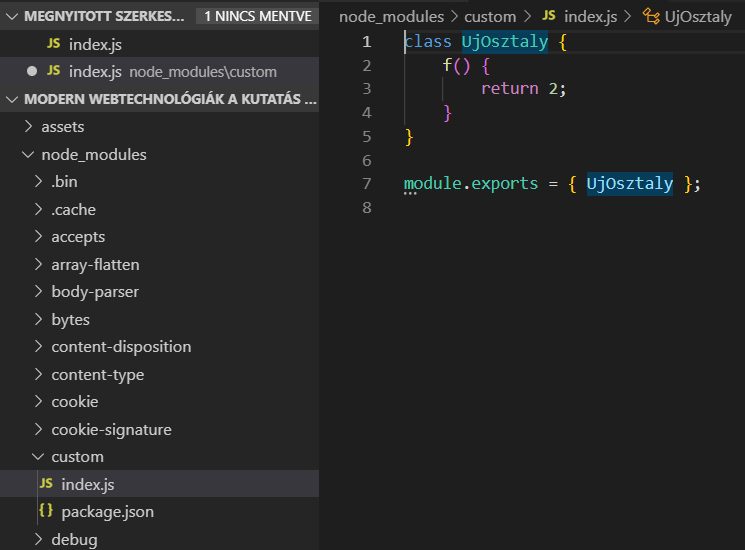 MEGNYITOTT SZERKES... 1 NINCS MENTVE
JS index.js
JS index.js node_modules\custom
MODERN WEBTECHNOLÓGIÁK A KUTATÁS ...
assets
node_modules
.bin
.cache
accepts
array-flatten
body-parser
bytes
content-disposition
content-type
cookie
cookie-signature
custom
JS index.js
{} package.json
debug
node_modules > custom > JS index.js > UjOsztaly
1 class UjOsztaly {
2 f() {
3 return 2;
4 }
5 }
6
7 module.exports = { UjOsztaly };
8